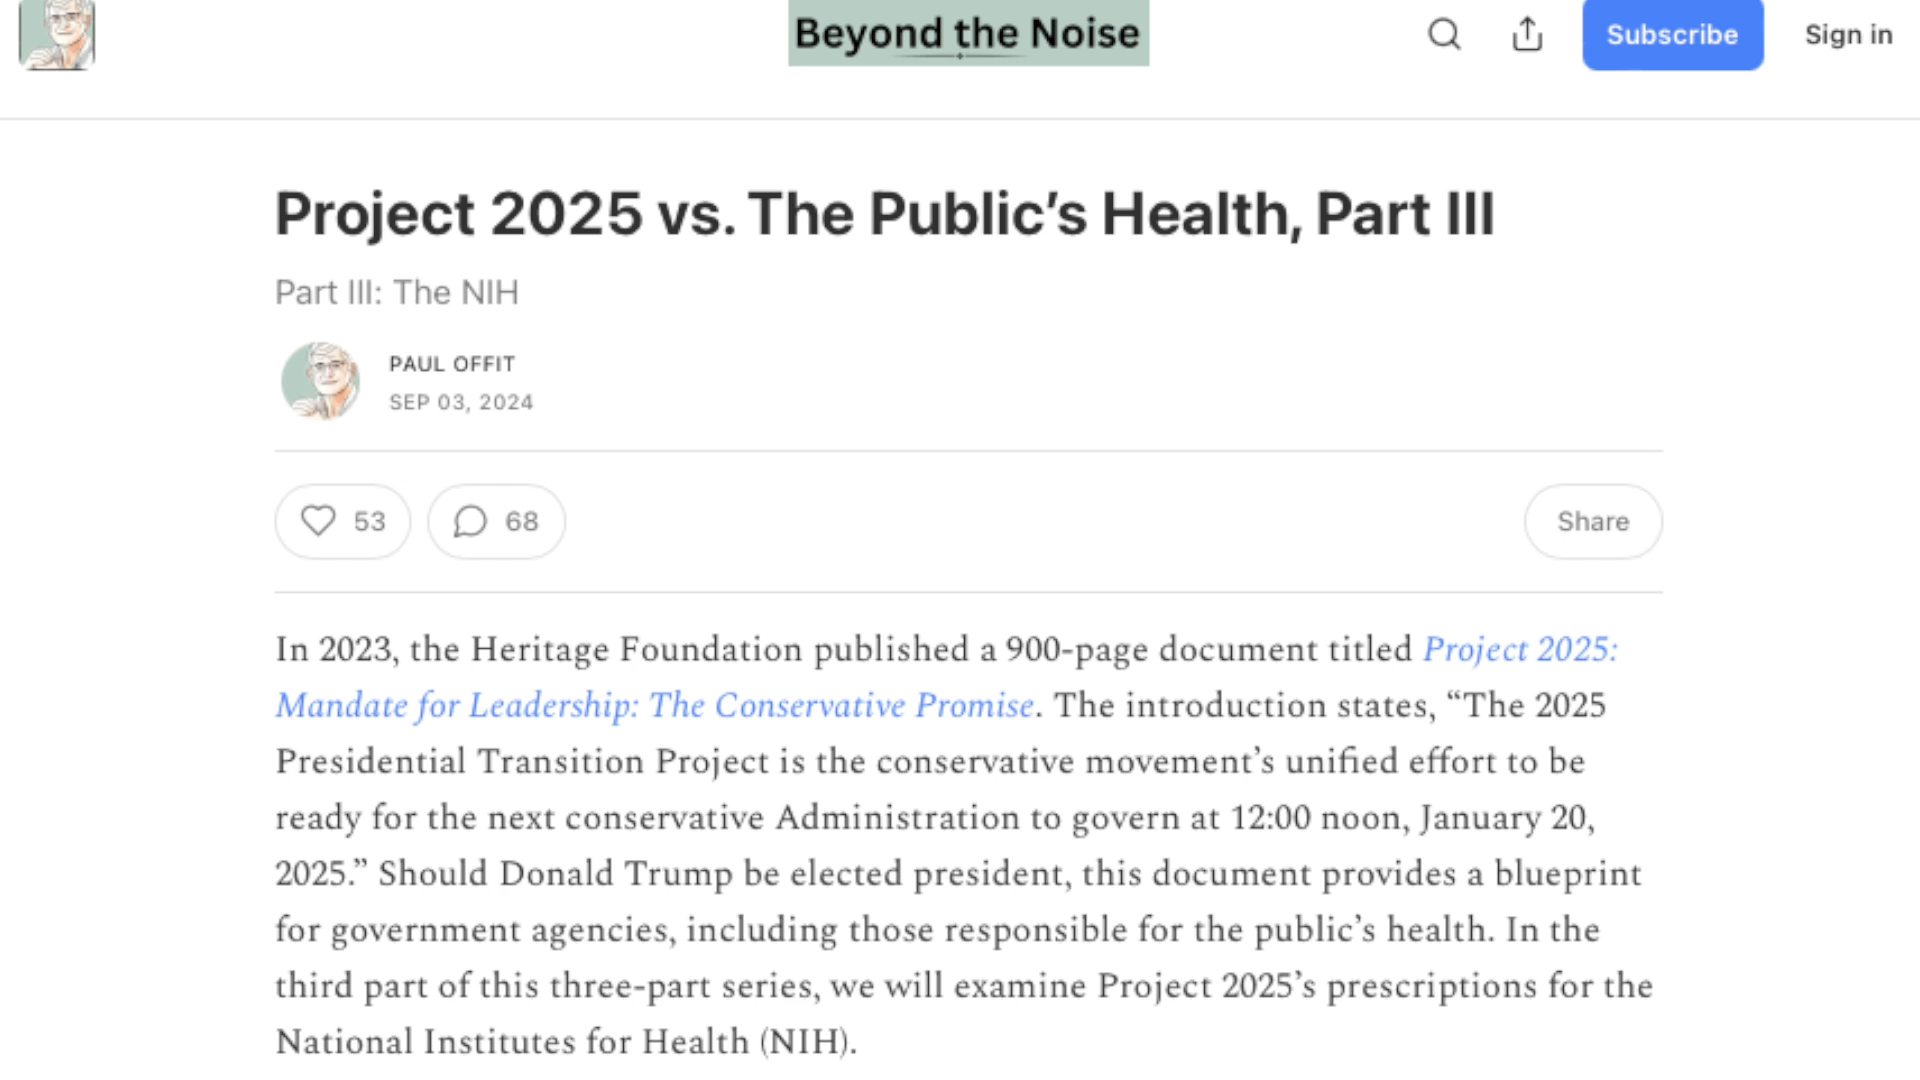 Beyond the Noise
Subscribe
Sign in
Project 2025 vs. The Public’s Health, Part III
Part III: The NIH
PAUL OFFIT
SEP 03, 2024
53
68
Share
In 2023, the Heritage Foundation published a 900-page document titled Project 2025:
Mandate for Leadership: The Conservative Promise. The introduction states, “The 2025
Presidential Transition Project is the conservative movement’s unified effort to be
ready for the next conservative Administration to govern at 12:00 noon, January 20,
2025.” Should Donald Trump be elected president, this document provides a blueprint
for government agencies, including those responsible for the public’s health. In the
third part of this three-part series, we will examine Project 2025’s prescriptions for the
National Institutes for Health (NIH).